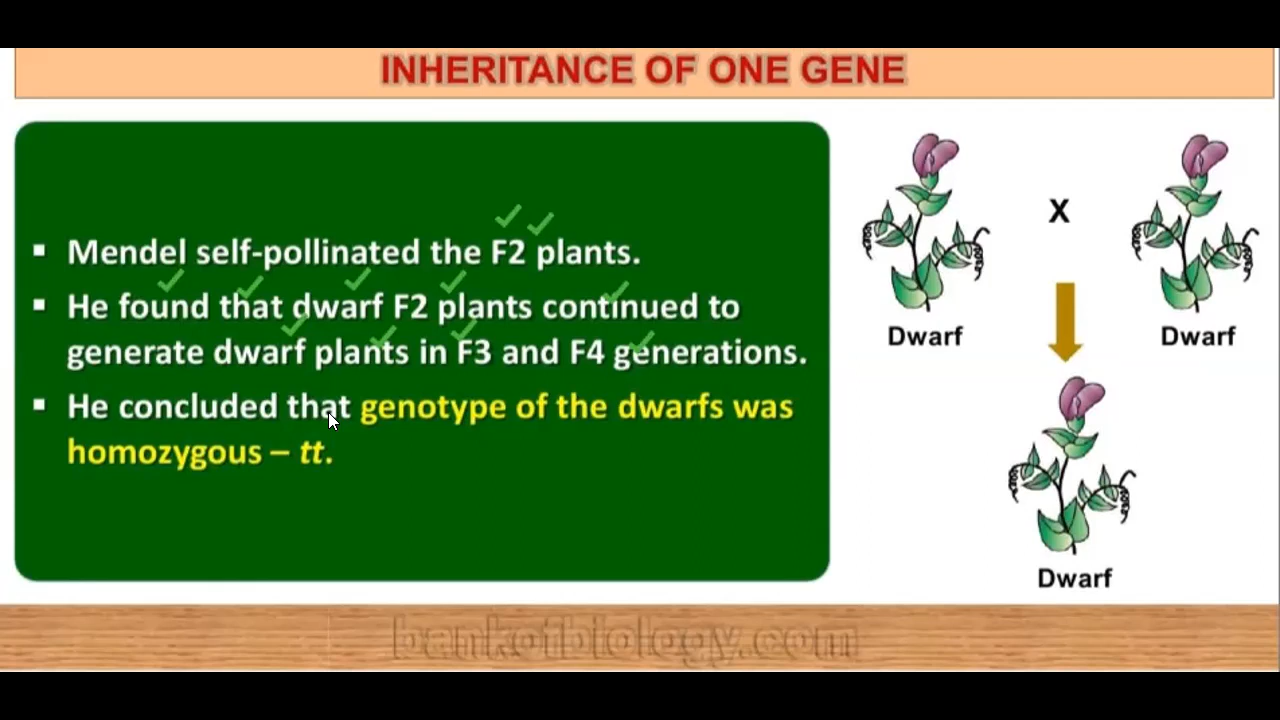 INHERITANCE OF ONE GENE
▪ Mendel self-pollinated the F2 plants.
▪ He found that dwarf F2 plants continued to
generate dwarf plants in F3 and F4 generations.
▪ He concluded that genotype of the dwarfs was
homozygous – tt.
X
Dwarf
Dwarf
Dwarf
bankofbiology.com